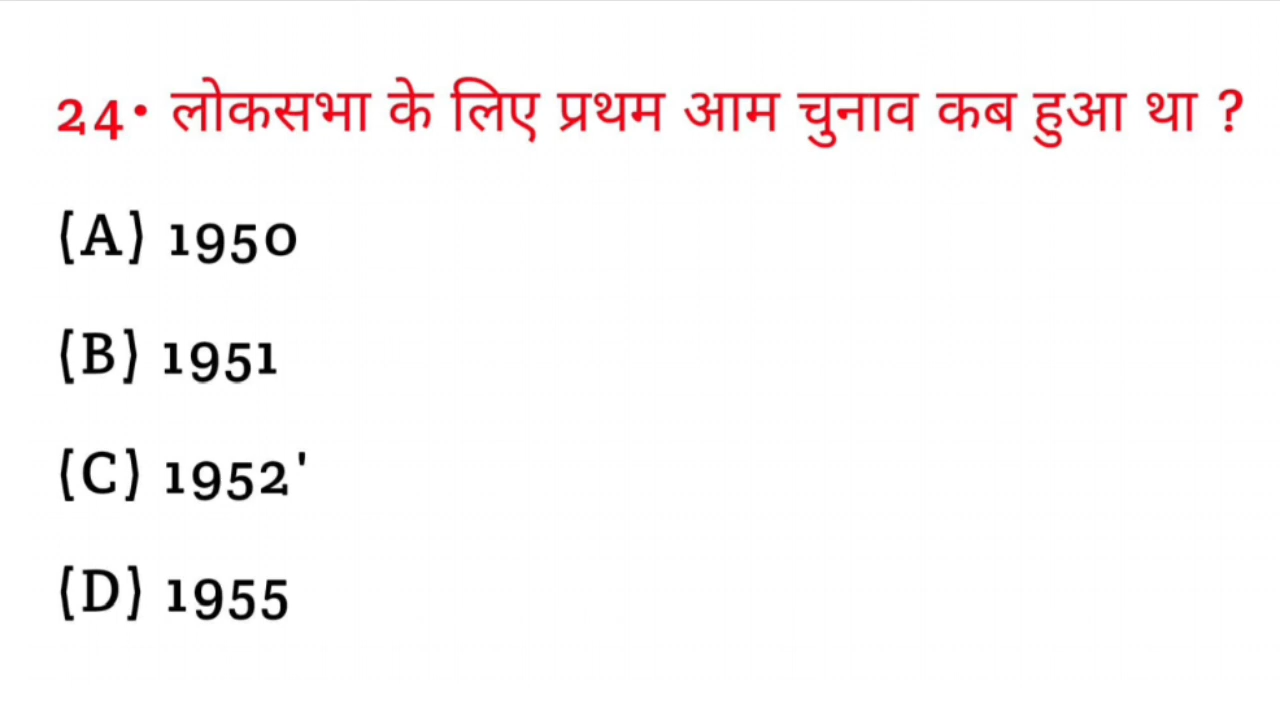 24• लोकसभा के लिए प्रथम आम चुनाव कब हुआ था ?
(A) 1950
(B) 1951
(C) 1952'
(D) 1955